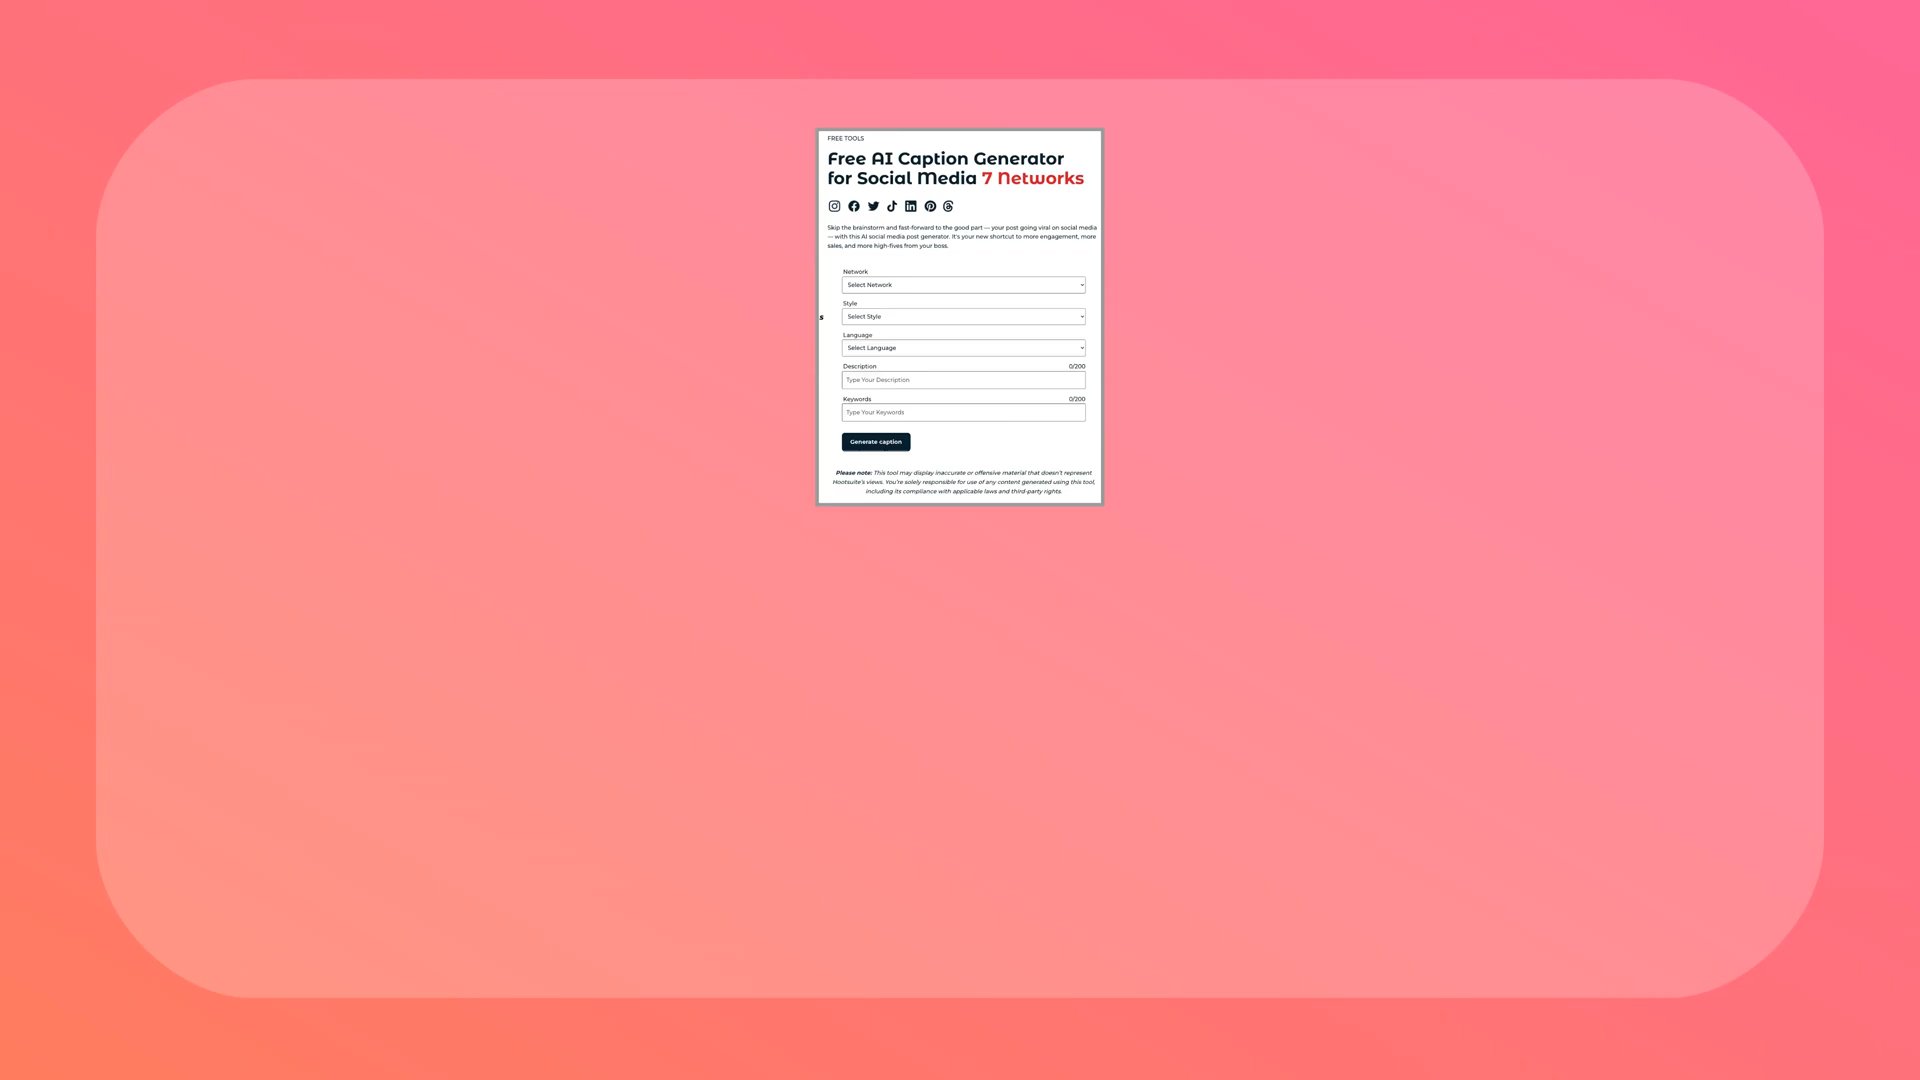 FREE TOOLS
Free AI Caption Generator
for Social Media 7 Networks
Skip the brainstorm and fast-forward to the good part — your post going viral on social media
— with this AI social media post generator. It's your new shortcut to more engagement, more
sales, and more high-fives from your boss.
Network
Select Network
Style
s
Select Style
Language
Select Language
Description 0/200
Type Your Description
Keywords 0/200
Type Your Keywords
Generate caption
Please note: This tool may display inaccurate or offensive material that doesn't represent
Hootsuite's views. You're solely responsible for use of any content generated using this tool,
including its compliance with applicable laws and third-party rights.